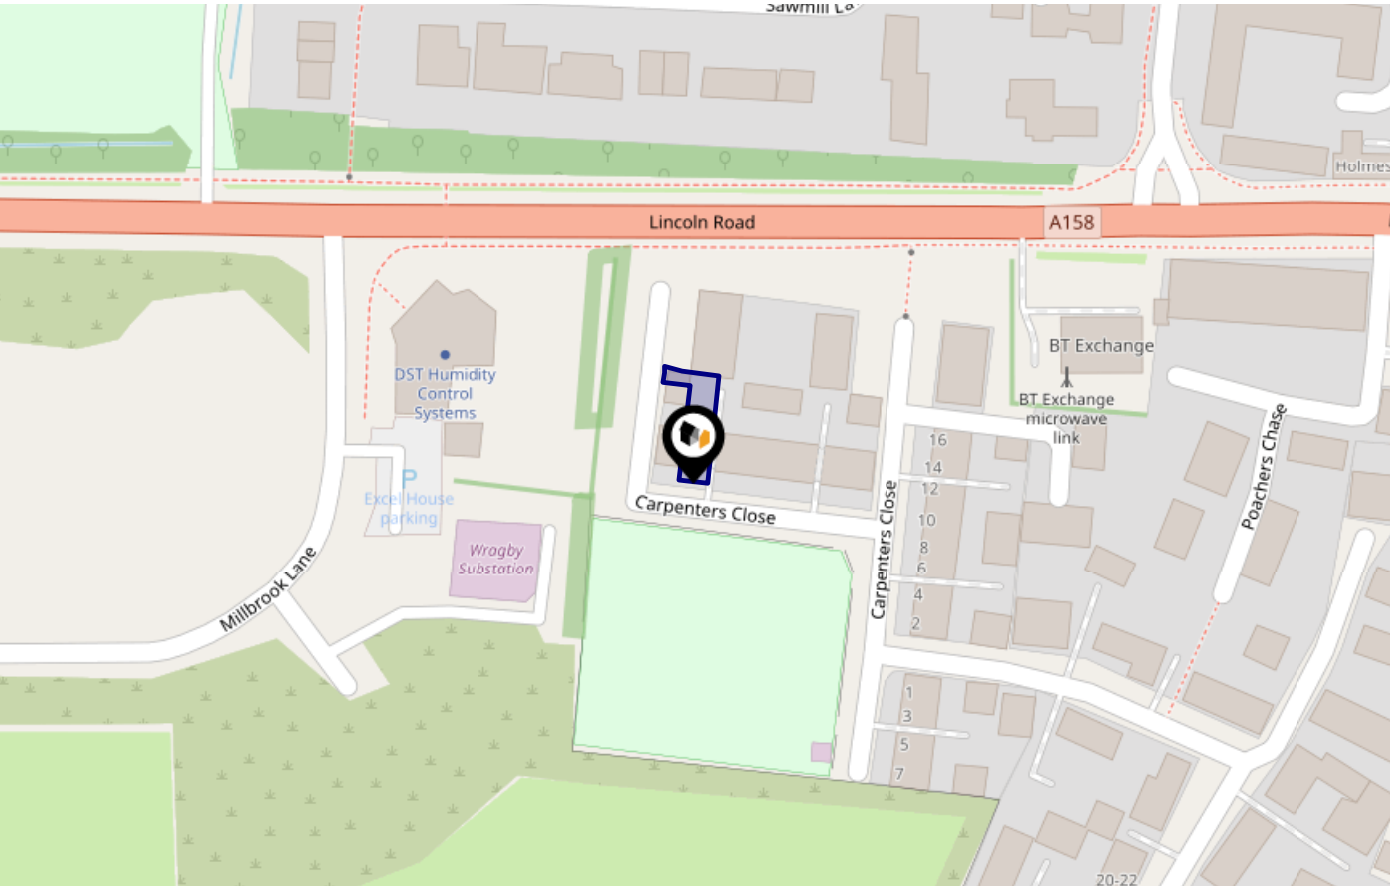 Sawmill La
Holmes
Lincoln Road
A158
BT Exchange
DST Humidity
Control
Systems
BT Exchange
microwave
link
Poachers Chase
16
14
12
10
8
6
4
2
P
Excel House
parking
Carpenters Close
Carpenters Close
Wragby
Substation
Millbrook Lane
1
3
5
7
20-22